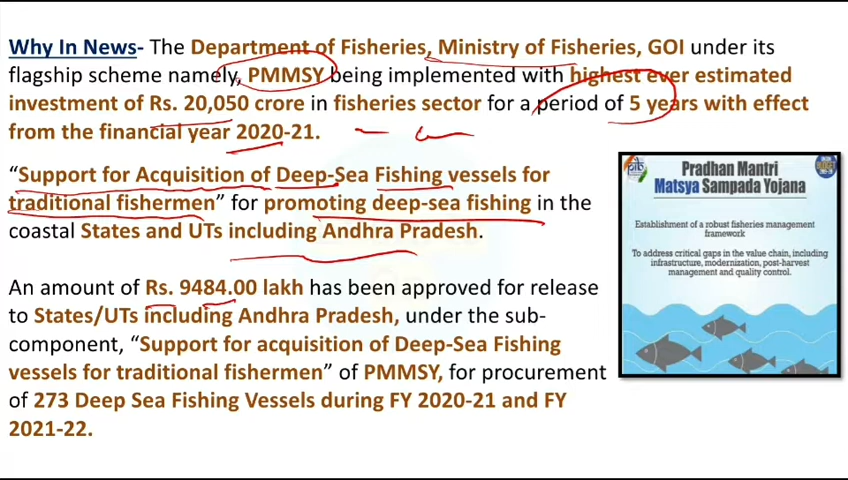 Why In News- The Department of Fisheries, Ministry of Fisheries, GOI under its
flagship scheme namely, PMMSY being implemented with highest ever estimated
investment of Rs. 20,050 crore in fisheries sector for a period of 5 years with effect
from the financial year 2020-21.
“Support for Acquisition of Deep-Sea Fishing vessels for
traditional fishermen” for promoting deep-sea fishing in the
coastal States and UTs including Andhra Pradesh.
An amount of Rs. 9484.00 lakh has been approved for release
to States/UTs including Andhra Pradesh, under the sub-
component, “Support for acquisition of Deep-Sea Fishing
vessels for traditional fishermen” of PMMSY, for procurement
of 273 Deep Sea Fishing Vessels during FY 2020-21 and FY
2021-22.
Pradhan Mantri
Matsya Sampada Yojana
Establishment of a robust fisheries management
framework
To address critical gaps in the value chain, including
infrastructure, modernization, post-harvest
management and quality control.